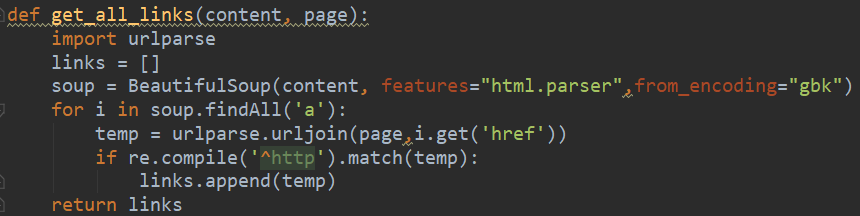 def get_all_links(content, page):
    import urlparse
    links = []
    soup = BeautifulSoup(content, features="html.parser",from_encoding="gbk")
    for i in soup.findAll('a'):
        temp = urlparse.urljoin(page,i.get('href'))
        if re.compile('^http').match(temp):
            links.append(temp)
    return links